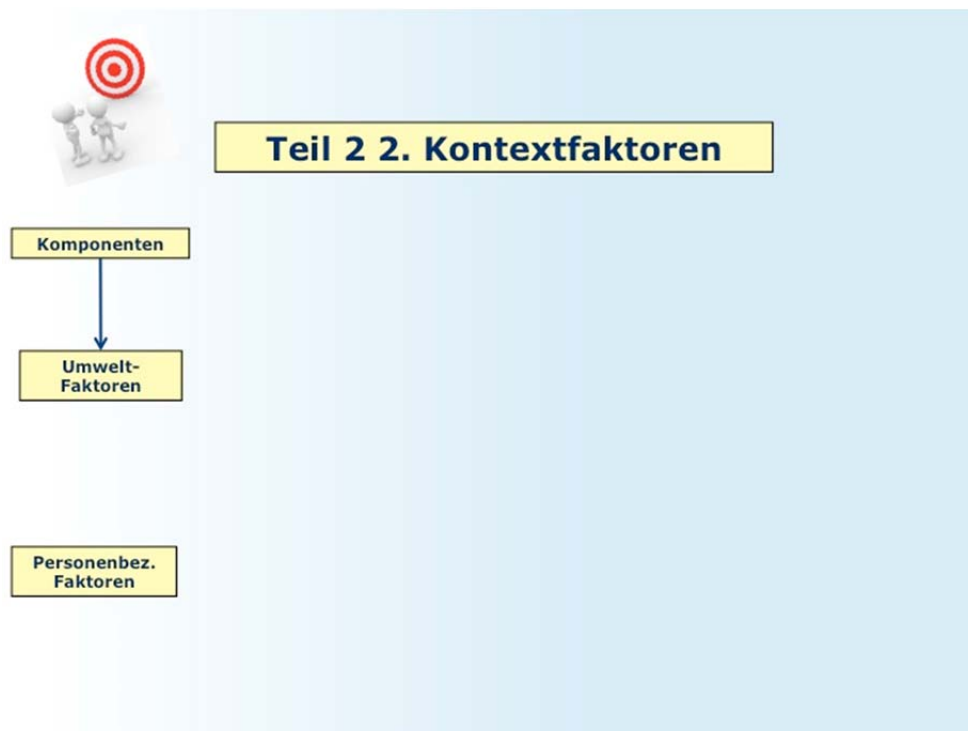 Teil 2 2. Kontextfaktoren
Komponenten
Umwelt-
Faktoren
Personenbez.
Faktoren